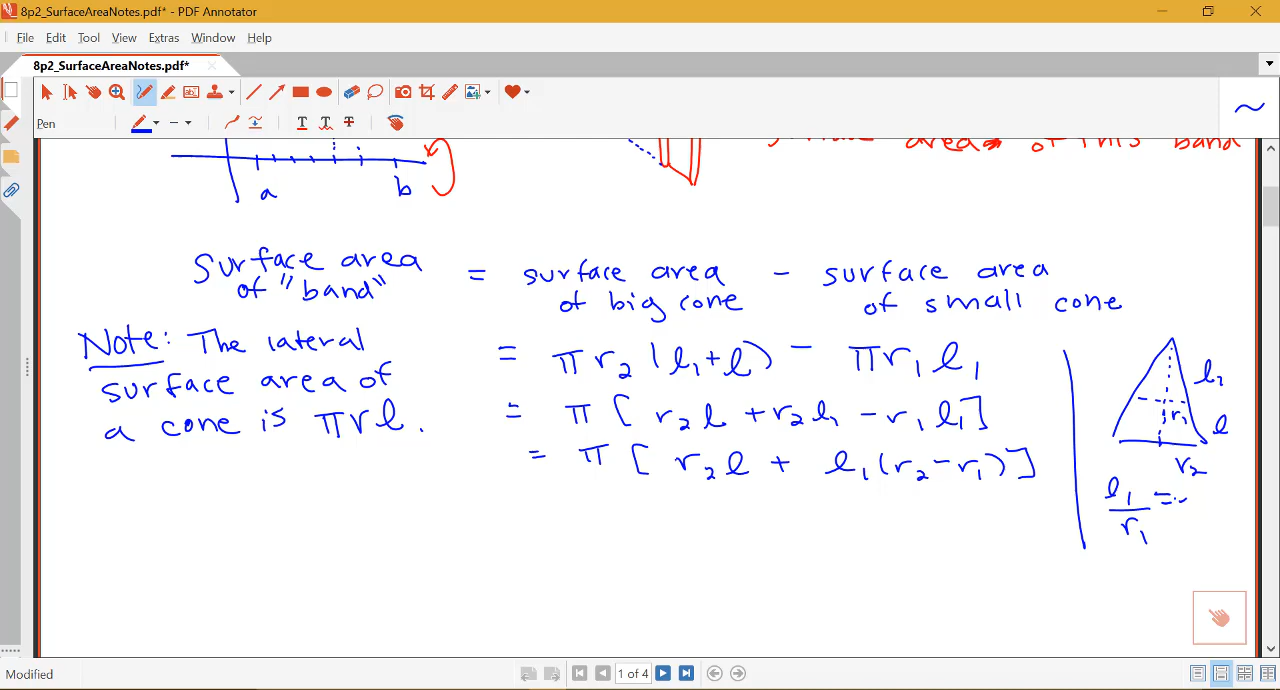 8p2_SurfaceAreaNotes.pdf* - PDF Annotator
File Edit Tool View Extras Window Help
8p2_SurfaceAreaNotes.pdf*
Pen
area of this band
a b
surface area of "band" = surface area of big cone - surface area of small cone
Note: The lateral surface area of a cone is πrl.
= πr₂(l₁+l) - πr₁l₁
= π[r₂l + r₂l₁ - r₁l₁]
= π[r₂l + l₁(r₂-r₁)]
l₁
r₁
l
r₂
l₁/r₁ =
Modified
1 of 4